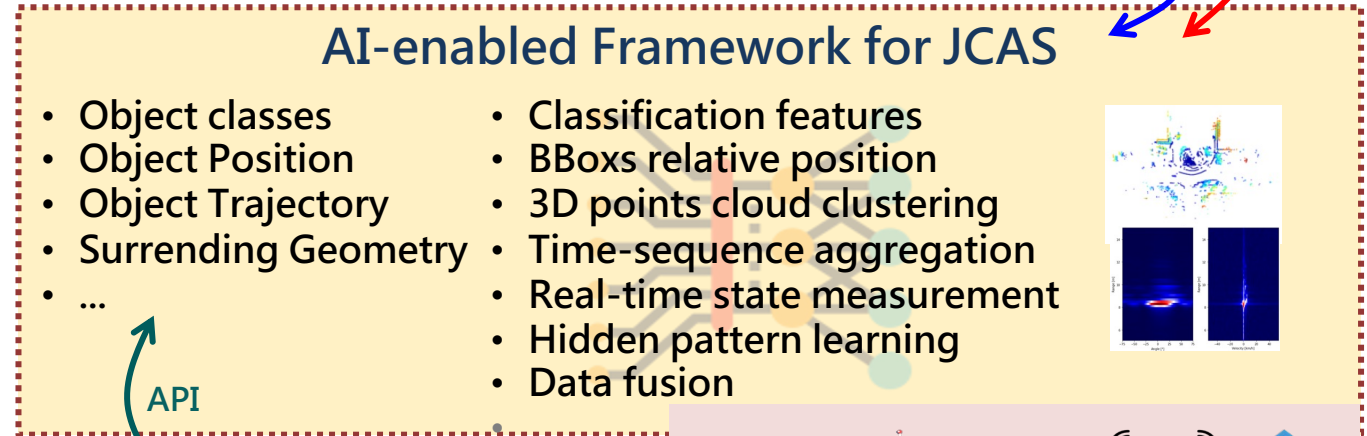 AI-enabled Framework for JCAS
• Object classes
• Object Position
• Object Trajectory
• Surrending Geometry
• ...
API
• Classification features
• BBoxs relative position
• 3D points cloud clustering
• Time-sequence aggregation
• Real-time state measurement
• Hidden pattern learning
• Data fusion
•